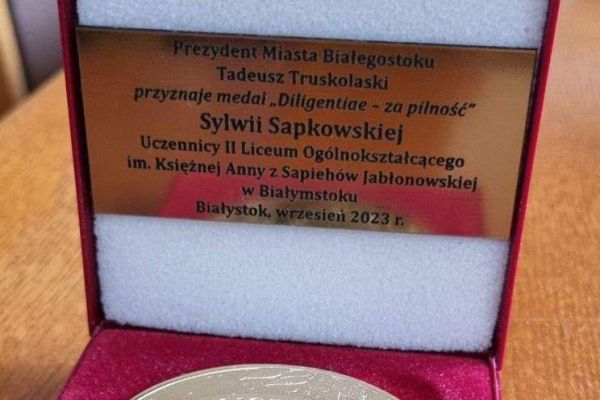 Prezydent Miasta Białegostoku
Tadeusz Truskolaski
przyznaje medal „Diligentiae – za pilność”
Sylwii Sapkowskiej
Uczennicy II Liceum Ogólnokształcącego
im. Księżnej Anny z Sapiehów Jabłonowskiej
w Białymstoku
Białystok, wrzesień 2023 r.